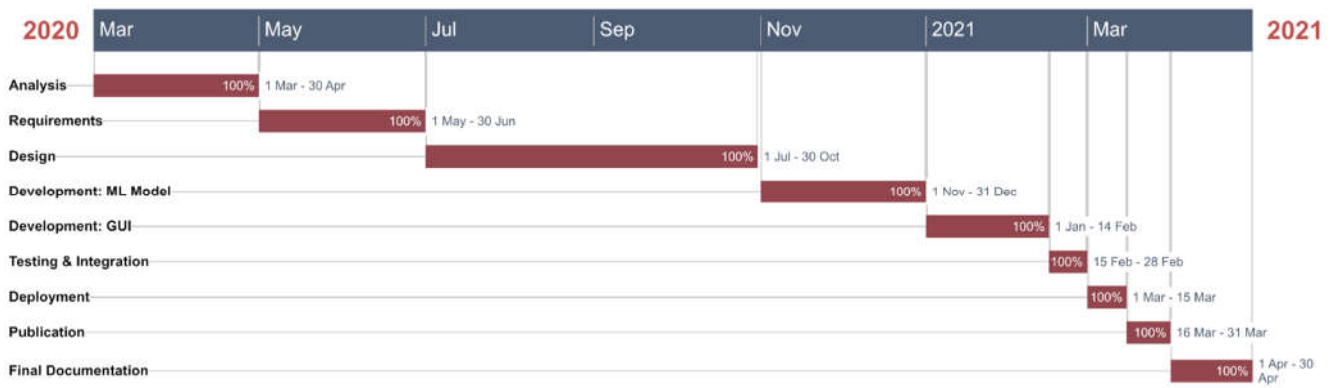 2020 Mar May Jul Sep Nov 2021 Mar 2021
Analysis 100% 1 Mar - 30 Apr
Requirements 100% 1 May - 30 Jun
Design 100% 1 Jul - 30 Oct
Development: ML Model 100% 1 Nov - 31 Dec
Development: GUI 100% 1 Jan - 14 Feb
Testing & Integration 100% 15 Feb - 28 Feb
Deployment 100% 1 Mar - 15 Mar
Publication 100% 16 Mar - 31 Mar
Final Documentation 100% 1 Apr - 30
Apr